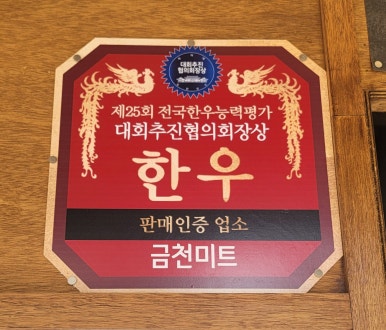 대회추진
협의회장상
제25회 전국한우능력평가
대회추진협의회장상
한우
판매인증 업소
금천미트